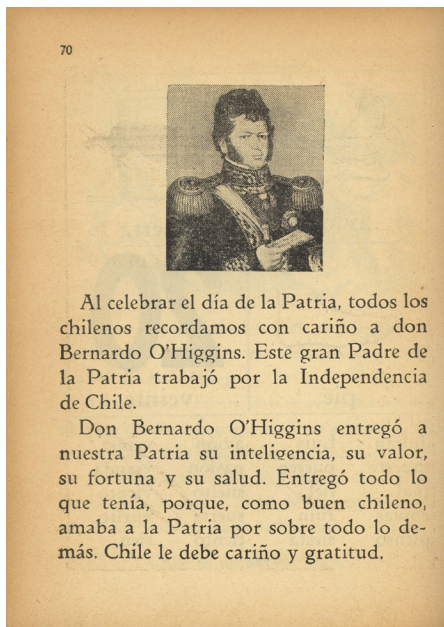 70
Al celebrar el día de la Patria, todos los
chilenos recordamos con cariño a don
Bernardo O'Higgins. Este gran Padre de
la Patria trabajó por la Independencia
de Chile.
Don Bernardo O'Higgins entregó a
nuestra Patria su inteligencia, su valor,
su fortuna y su salud. Entregó todo lo
que tenía, porque, como buen chileno,
amaba a la Patria por sobre todo lo de-
más. Chile le debe cariño y gratitud.